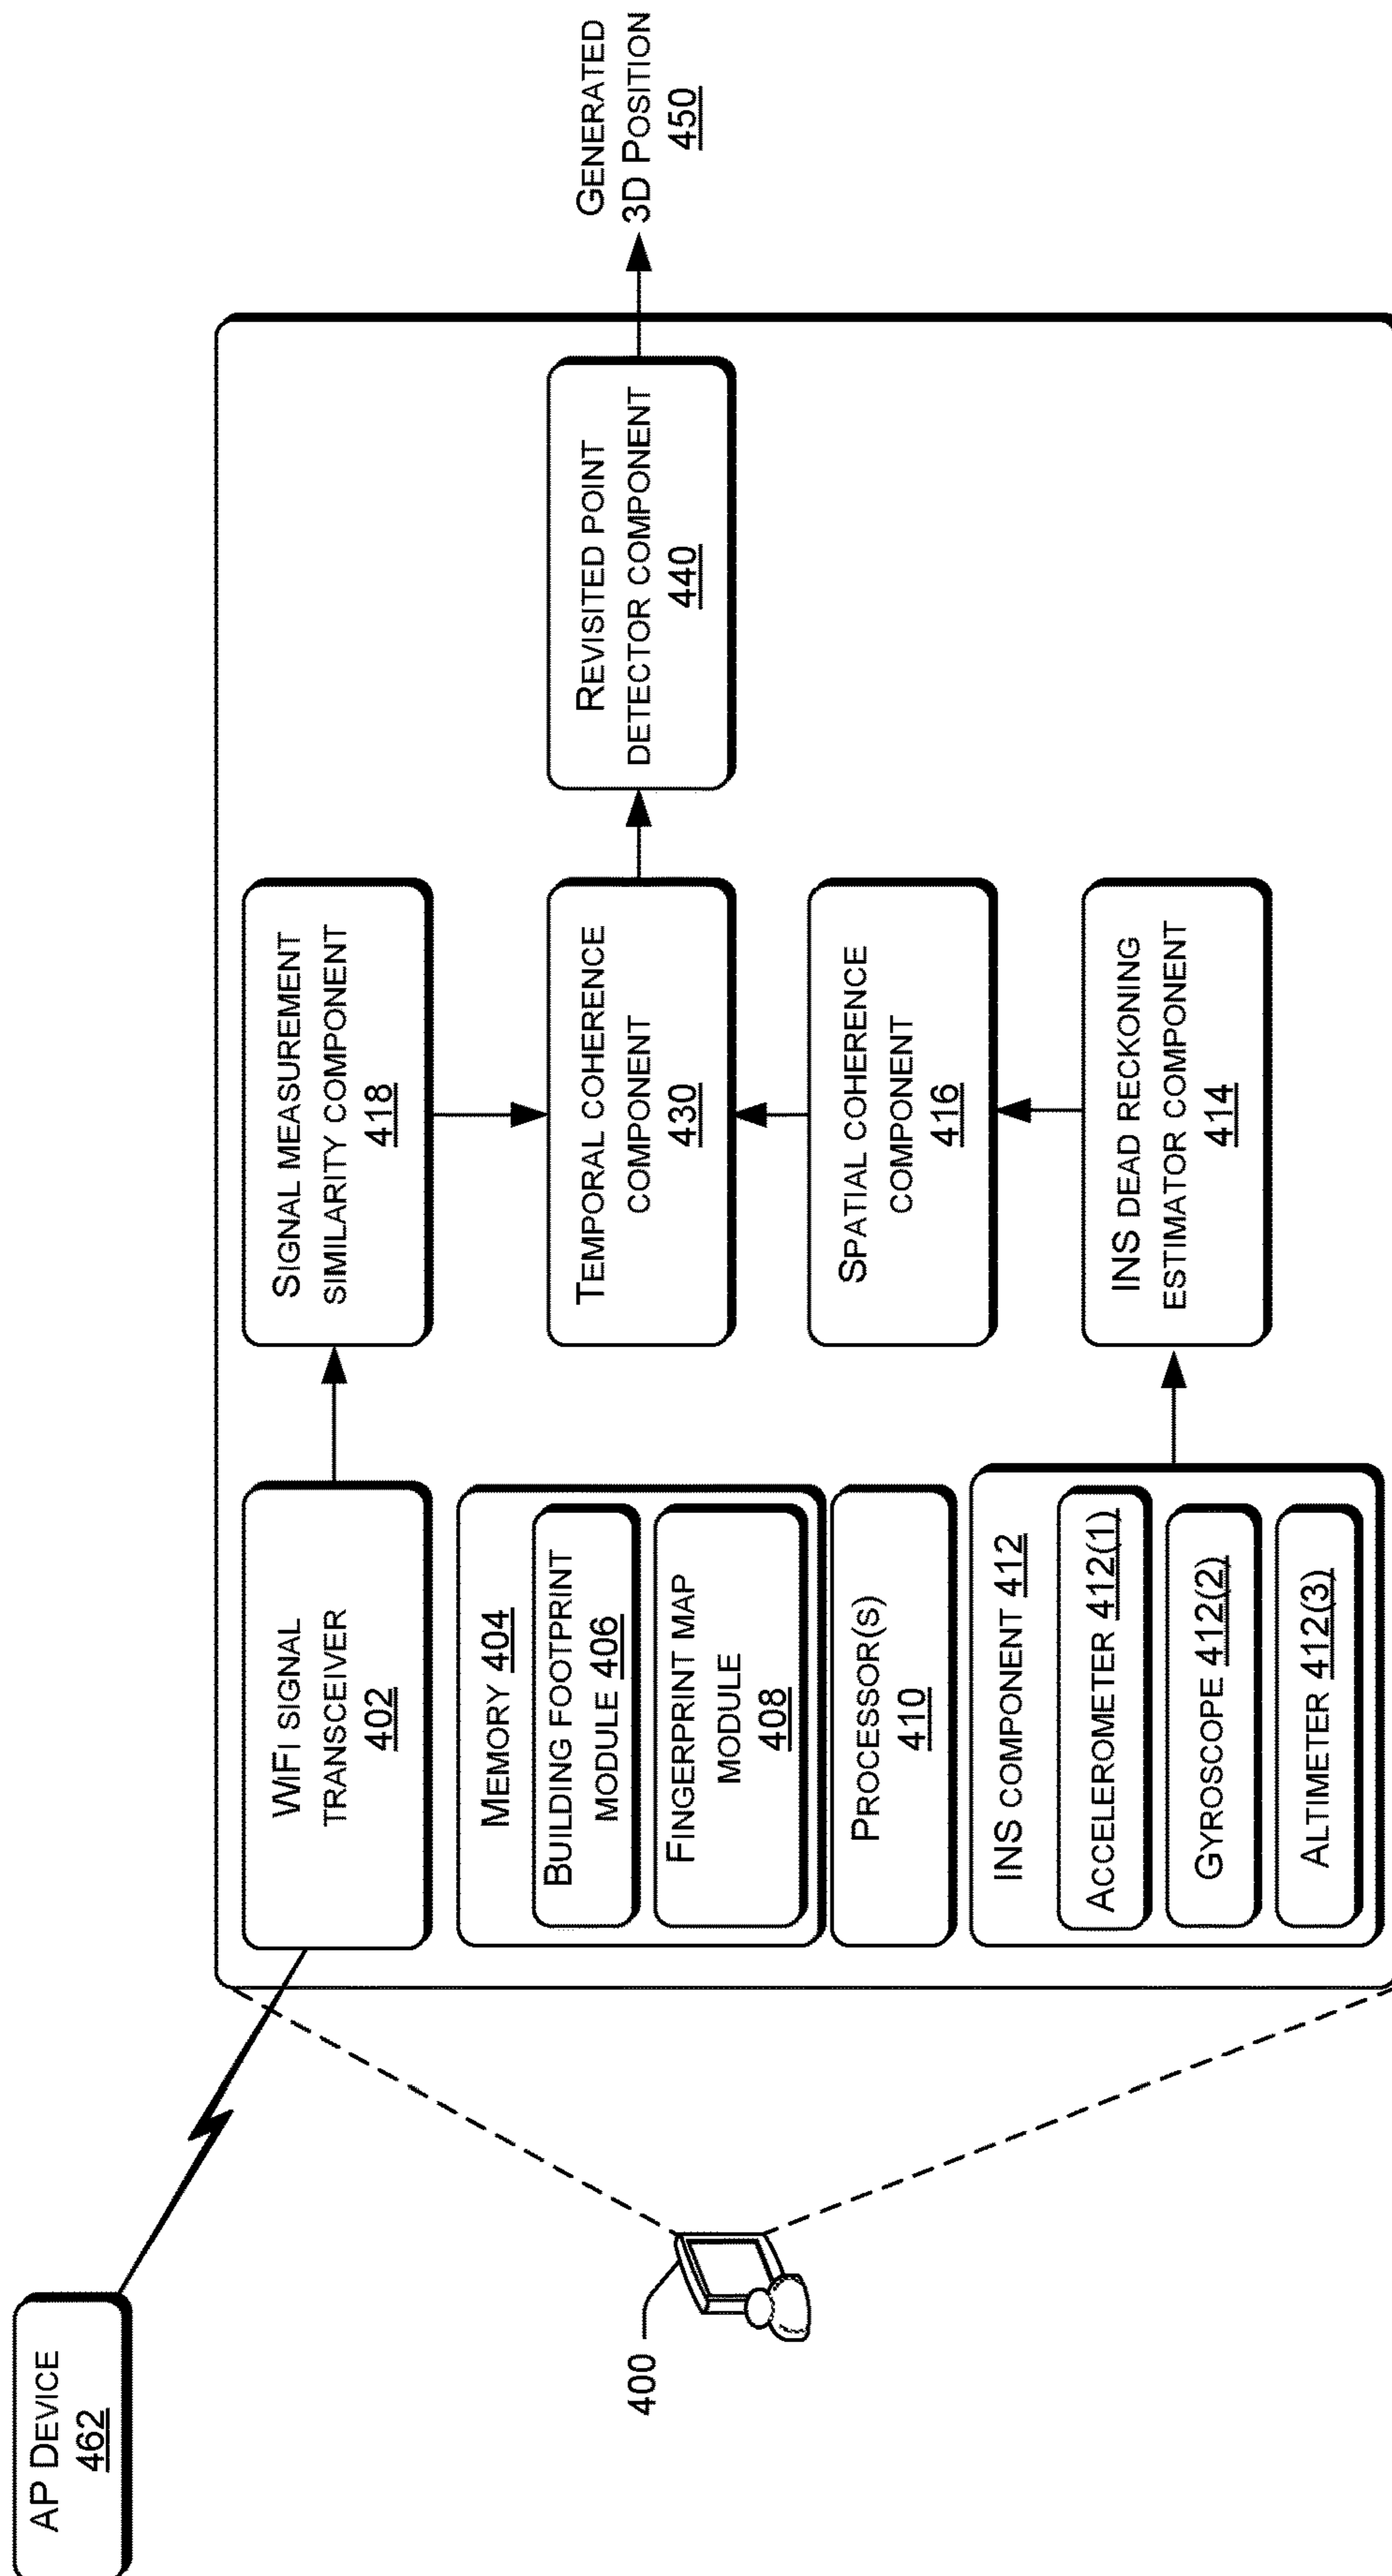 AP DEVICE
462
400
WIFI SIGNAL
TRANSCEIVER
402
MEMORY 404
BUILDING FOOTPRINT
MODULE 406
FINGERPRINT MAP
MODULE
408
PROCESSOR(S)
410
INS COMPONENT 412
ACCELEROMETER 412(1)
GYROSCOPE 412(2)
ALTIMETER 412(3)
SIGNAL MEASUREMENT
SIMILARITY COMPONENT
418
TEMPORAL COHERENCE
COMPONENT
430
SPATIAL COHERENCE
COMPONENT
416
INS DEAD RECKONING
ESTIMATOR COMPONENT
414
REVISITED POINT
DETECTOR COMPONENT
440
GENERATED
3D POSITION
450